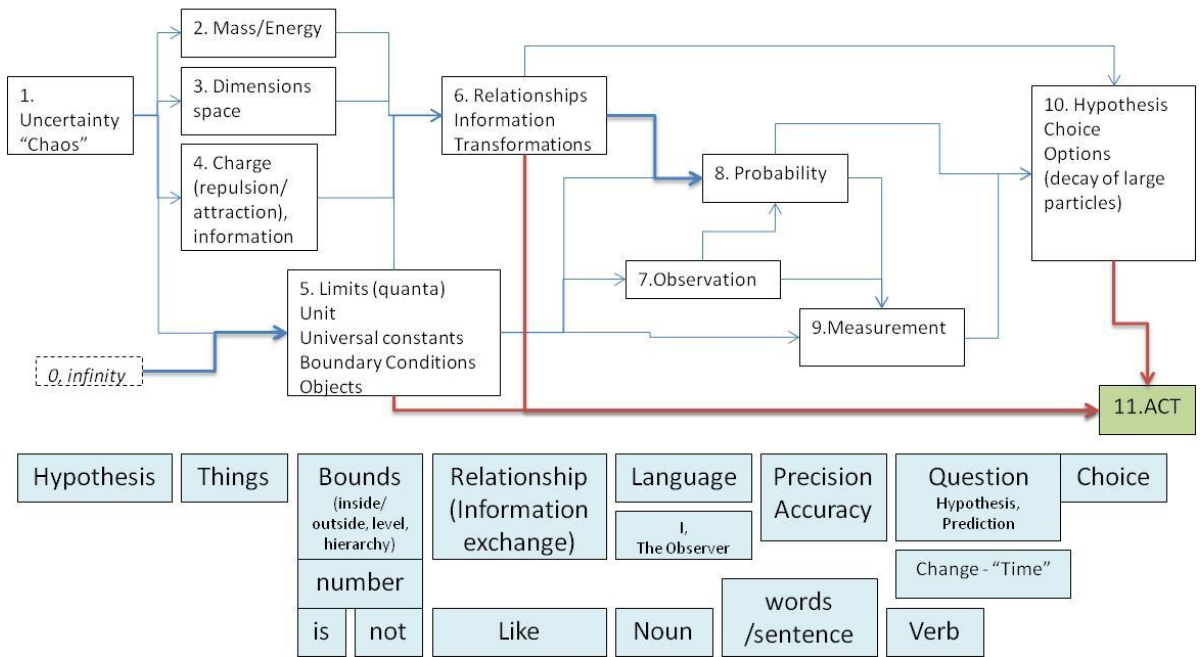 1.
Uncertainty
“Chaos”
2. Mass/Energy
3. Dimensions
space
4. Charge
(repulsion/
attraction),
information
0, infinity
5. Limits (quanta)
Unit
Universal constants
Boundary Conditions
Objects
6. Relationships
Information
Transformations
7.Observation
8. Probability
9.Measurement
10. Hypothesis
Choice
Options
(decay of large
particles)
11.ACT
Hypothesis
Things
Bounds
(inside/
outside, level,
hierarchy)
number
is
not
Relationship
(Information
exchange)
Like
Language
I,
The Observer
Noun
Precision
Accuracy
words
/sentence
Question
Hypothesis,
Prediction
Change - “Time”
Verb
Choice